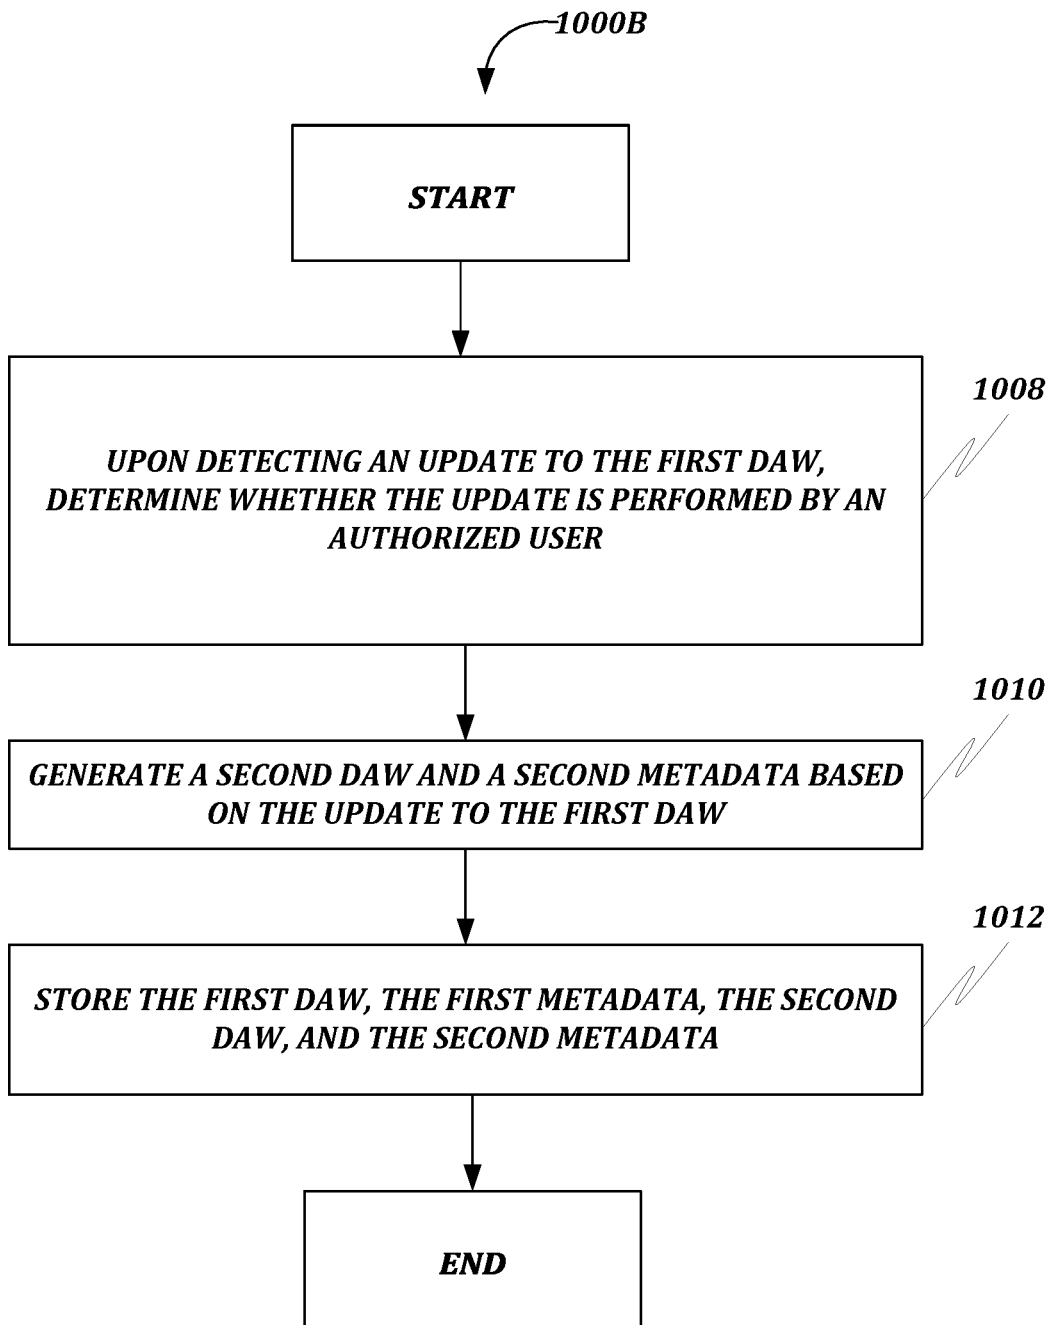 1000B
START
1008
UPON DETECTING AN UPDATE TO THE FIRST DAW,
DETERMINE WHETHER THE UPDATE IS PERFORMED BY AN
AUTHORIZED USER
1010
GENERATE A SECOND DAW AND A SECOND METADATA BASED
ON THE UPDATE TO THE FIRST DAW
1012
STORE THE FIRST DAW, THE FIRST METADATA, THE SECOND
DAW, AND THE SECOND METADATA
END